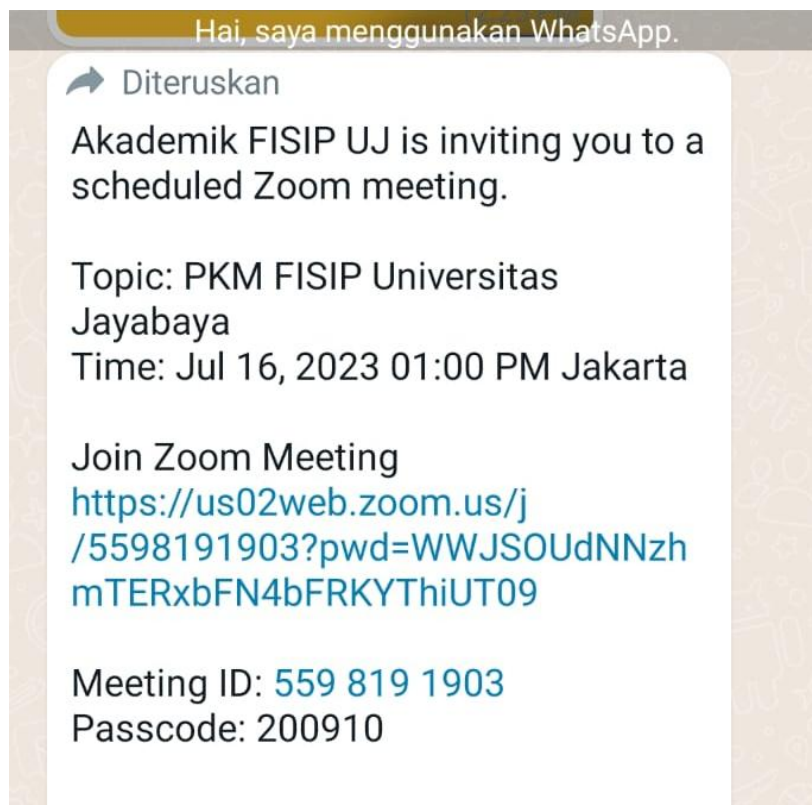 Hai, saya menggunakan WhatsApp.
Diteruskan
Akademik FISIP UJ is inviting you to a
scheduled Zoom meeting.
Topic: PKM FISIP Universitas
Jayabaya
Time: Jul 16, 2023 01:00 PM Jakarta
Join Zoom Meeting
https://us02web.zoom.us/j
/5598191903?pwd=WWJSOUdNNzh
mTERxbFN4bFRKYThiUT09
Meeting ID: 559 819 1903
Passcode: 200910